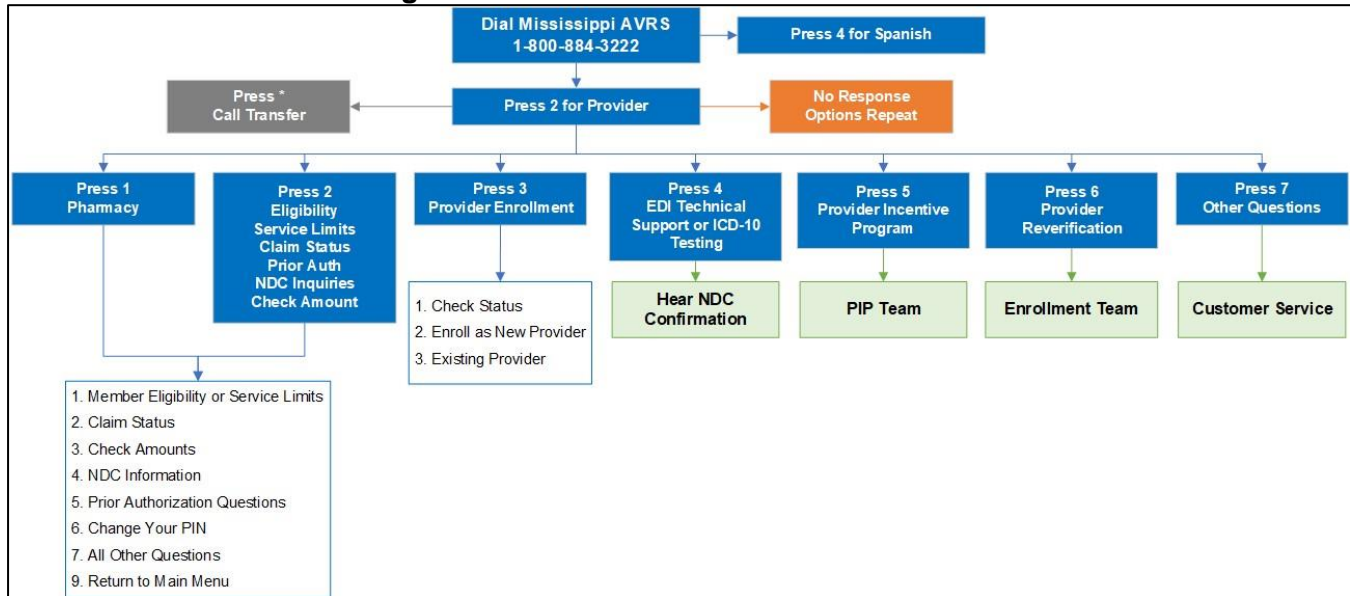 Dial Mississippi AVRS
1-800-884-3222
Press 4 for Spanish
Press *
Call Transfer
Press 2 for Provider
No Response
Options Repeat
Press 1
Pharmacy
Press 2
Eligibility
Service Limits
Claim Status
Prior Auth
NDC Inquiries
Check Amount
Press 3
Provider Enrollment
Press 4
EDI Technical
Support or ICD-10
Testing
Press 5
Provider Incentive
Program
Press 6
Provider
Reverification
Press 7
Other Questions
1. Check Status
2. Enroll as New Provider
3. Existing Provider
Hear NDC
Confirmation
PIP Team
Enrollment Team
Customer Service
1. Member Eligibility or Service Limits
2. Claim Status
3. Check Amounts
4. NDC Information
5. Prior Authorization Questions
6. Change Your PIN
7. All Other Questions
9. Return to Main Menu